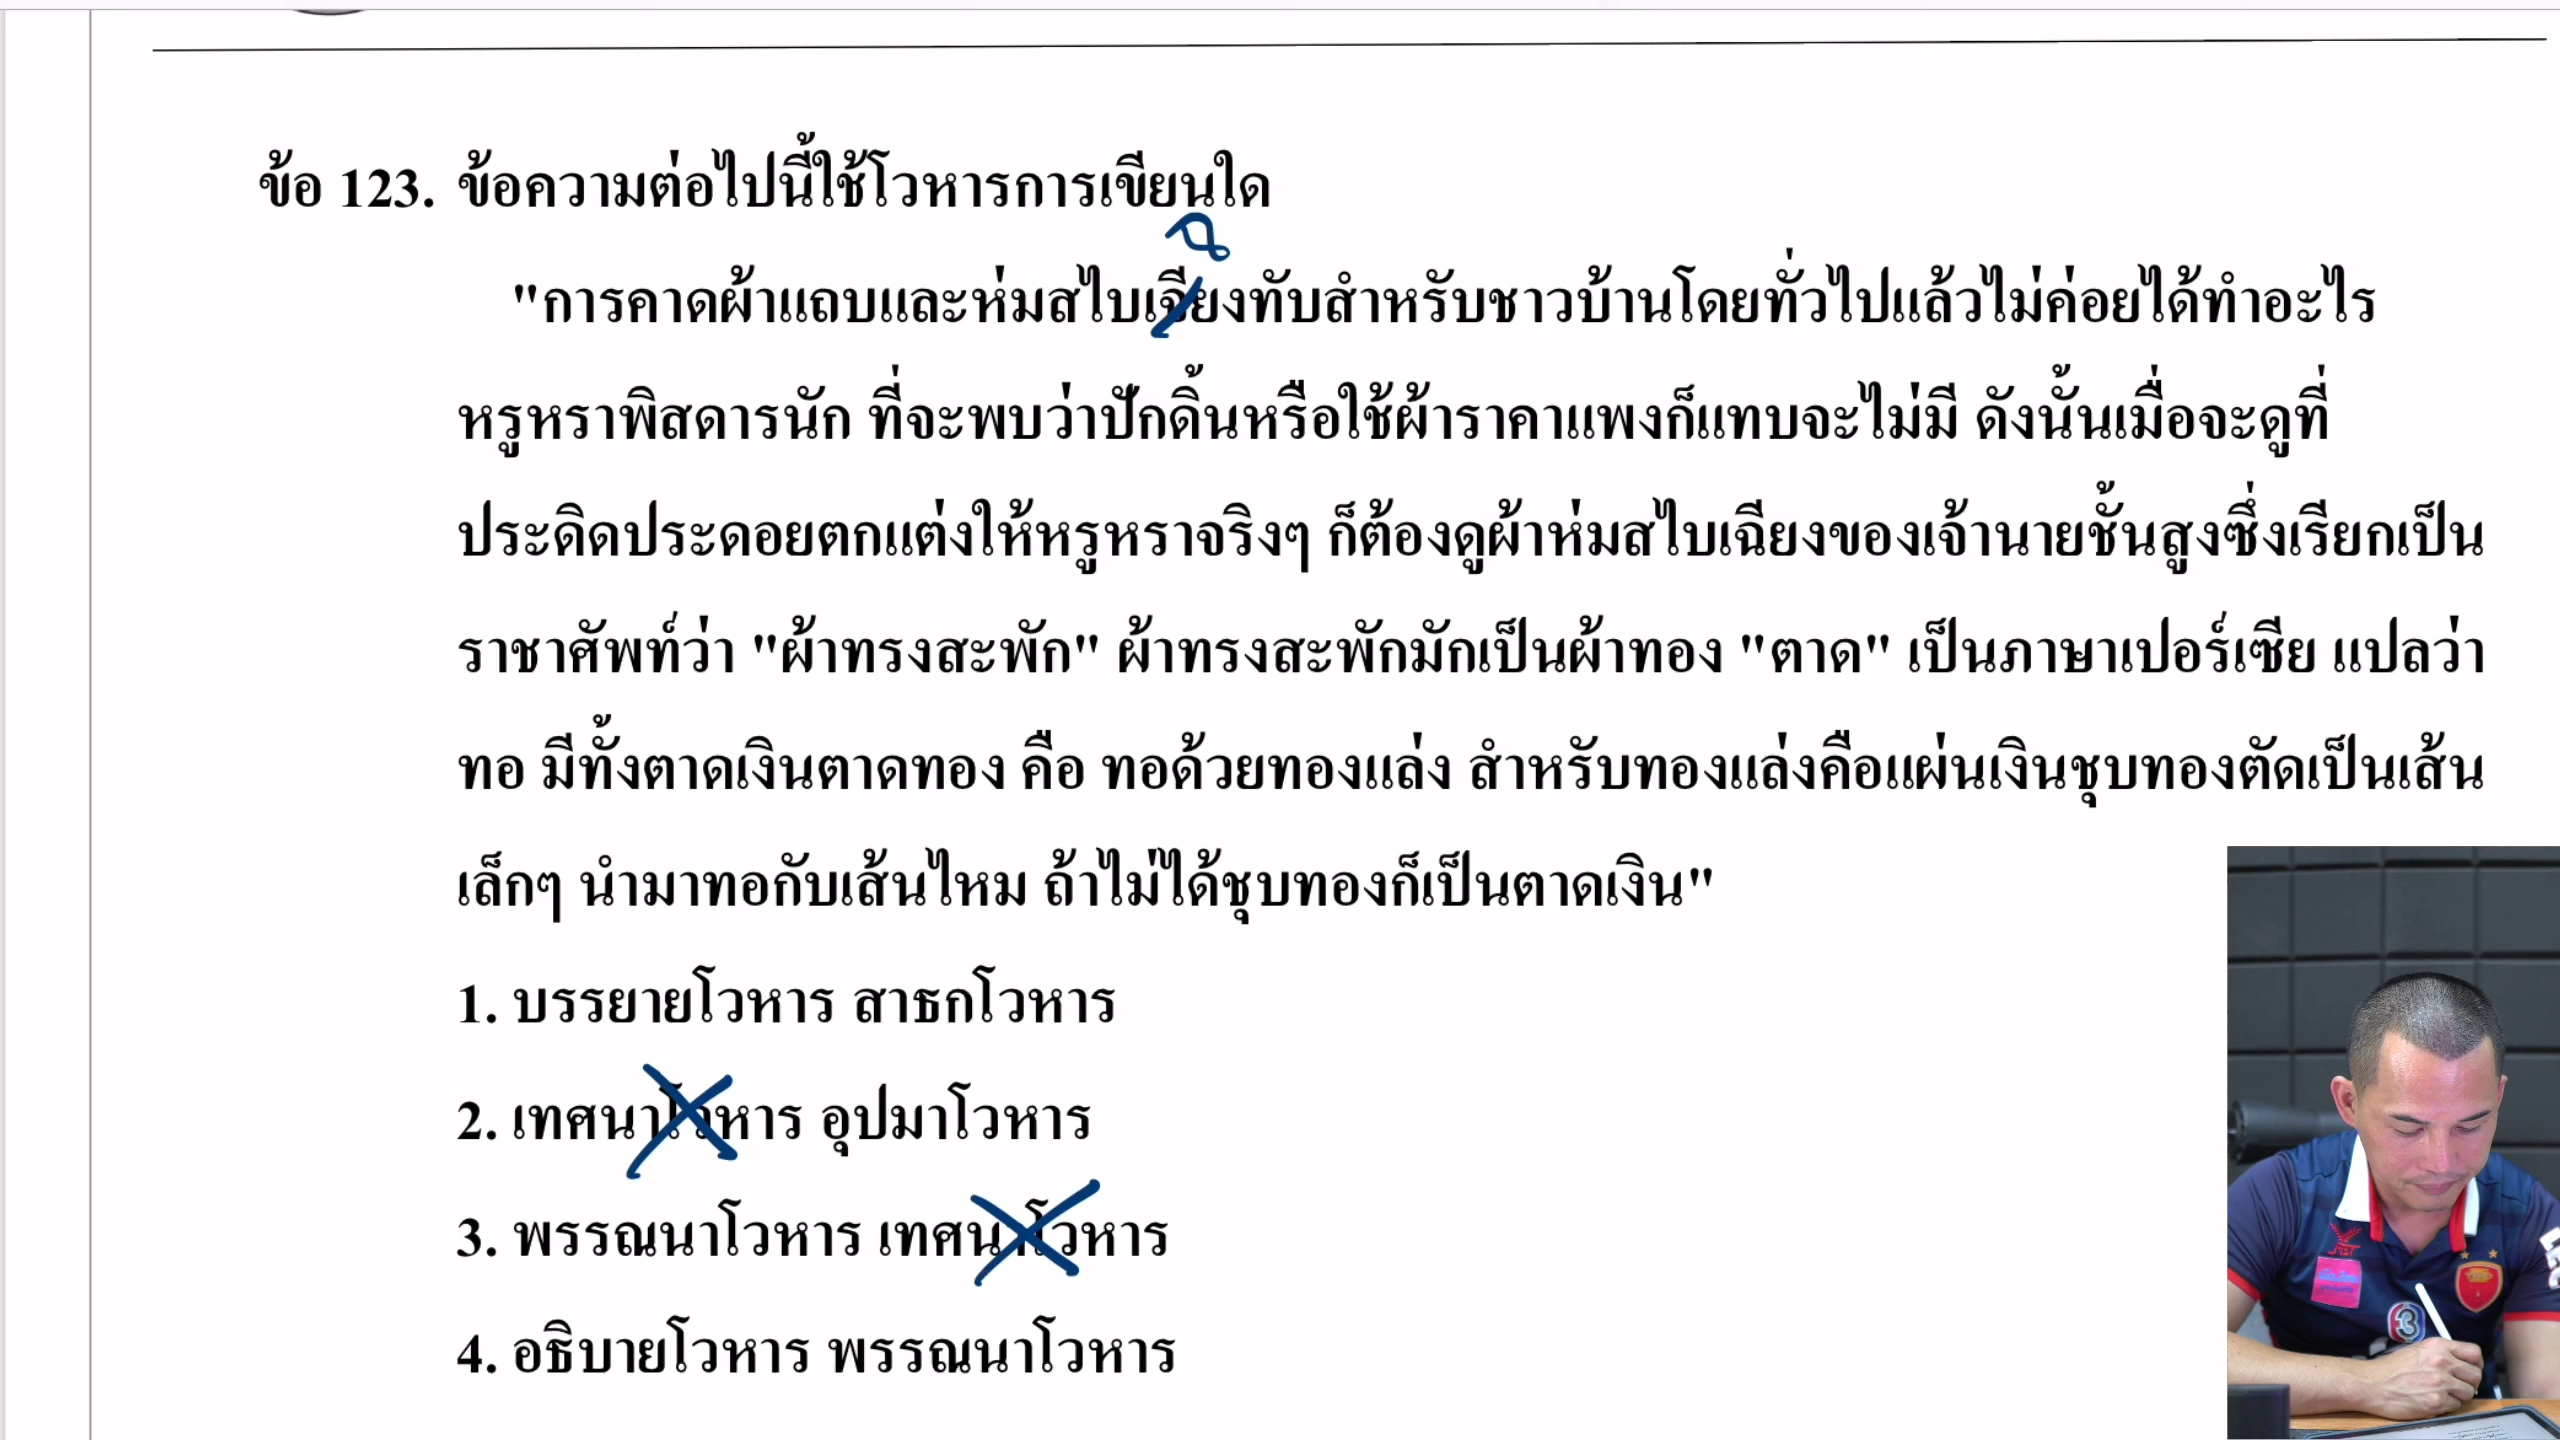 ข้อ 123. ข้อความต่อไปนี้ใช้โวหารการเขียนใด
ฉ
"การคาดผ้าแถบและห่มสไบเฉียงทับสำหรับชาวบ้านโดยทั่วไปแล้วไม่ค่อยได้ทำอะไร
หรูหราพิสดารนัก ที่จะพบว่าปักดิ้นหรือใช้ผ้าราคาแพงก็แทบจะไม่มี ดังนั้นเมื่อจะดูที่
ประดิดประดอยตกแต่งให้หรูหราจริงๆ ก็ต้องดูผ้าห่มสไบเฉียงของเจ้านายชั้นสูงซึ่งเรียกเป็น
ราชาศัพท์ว่า "ผ้าทรงสะพัก" ผ้าทรงสะพักมักเป็นผ้าทอง "ตาด" เป็นภาษาเปอร์เซีย แปลว่า
ทอ มีทั้งตาดเงินตาดทอง คือ ทอด้วยทองแล่ง สำหรับทองแล่งคือแผ่นเงินชุบทองตัดเป็นเส้น
เล็กๆ นำมาทอกับเส้นไหม ถ้าไม่ได้ชุบทองก็เป็นตาดเงิน"
1. บรรยายโวหาร สาธกโวหาร
2. เทศนาโวหาร อุปมาโวหาร
3. พรรณนาโวหาร เทศนาโวหาร
4. อธิบายโวหาร พรรณนาโวหาร
3